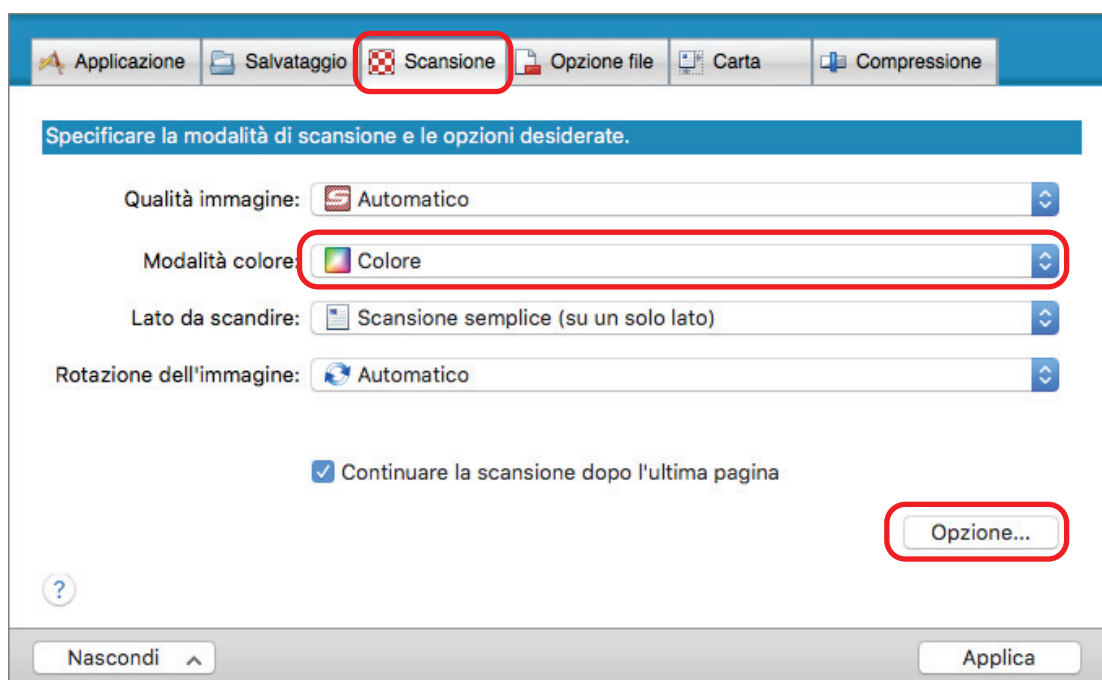 Applicazione Salvataggio Scansione Opzione file Carta Compressione
Specificare la modalità di scansione e le opzioni desiderate.
Qualità immagine: Automatico
Modalità colore: Colore
Lato da scandire: Scansione semplice (su un solo lato)
Rotazione dell'immagine: Automatico
Continuare la scansione dopo l'ultima pagina
Opzione...
?
Nascondi Applica